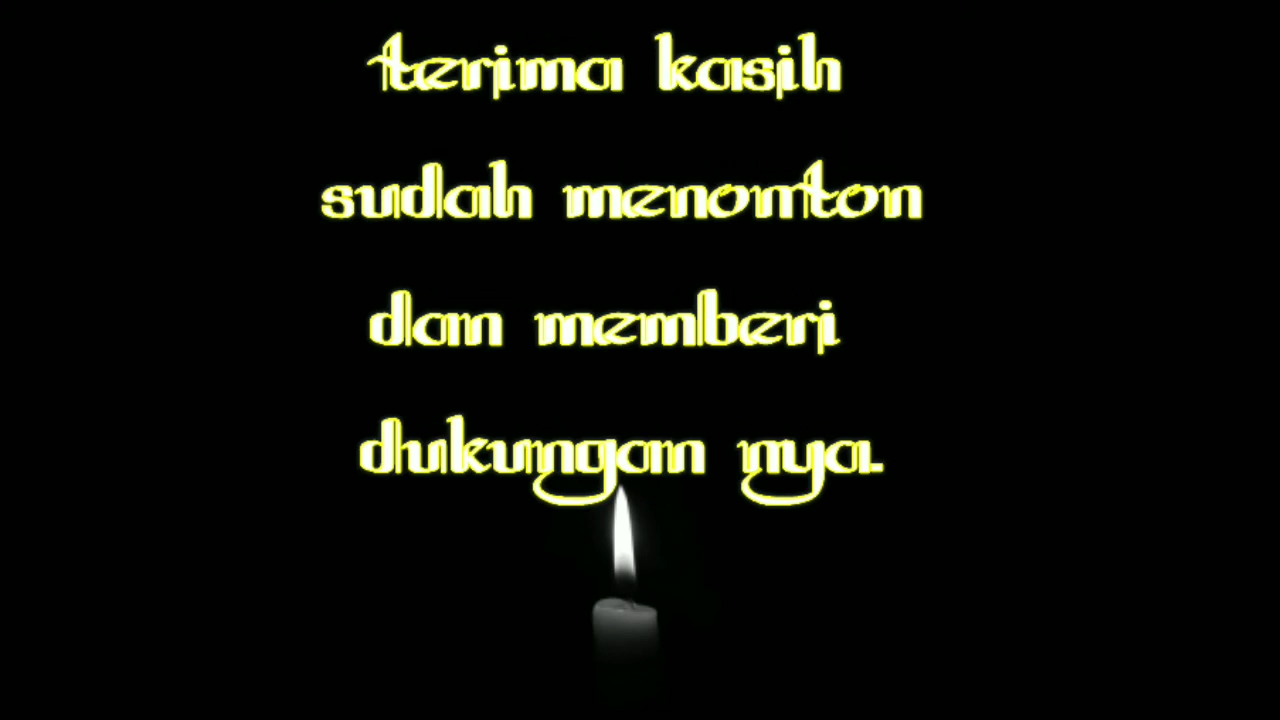 terima kasih
sudah menonton
dan memberi
dukungan nya.